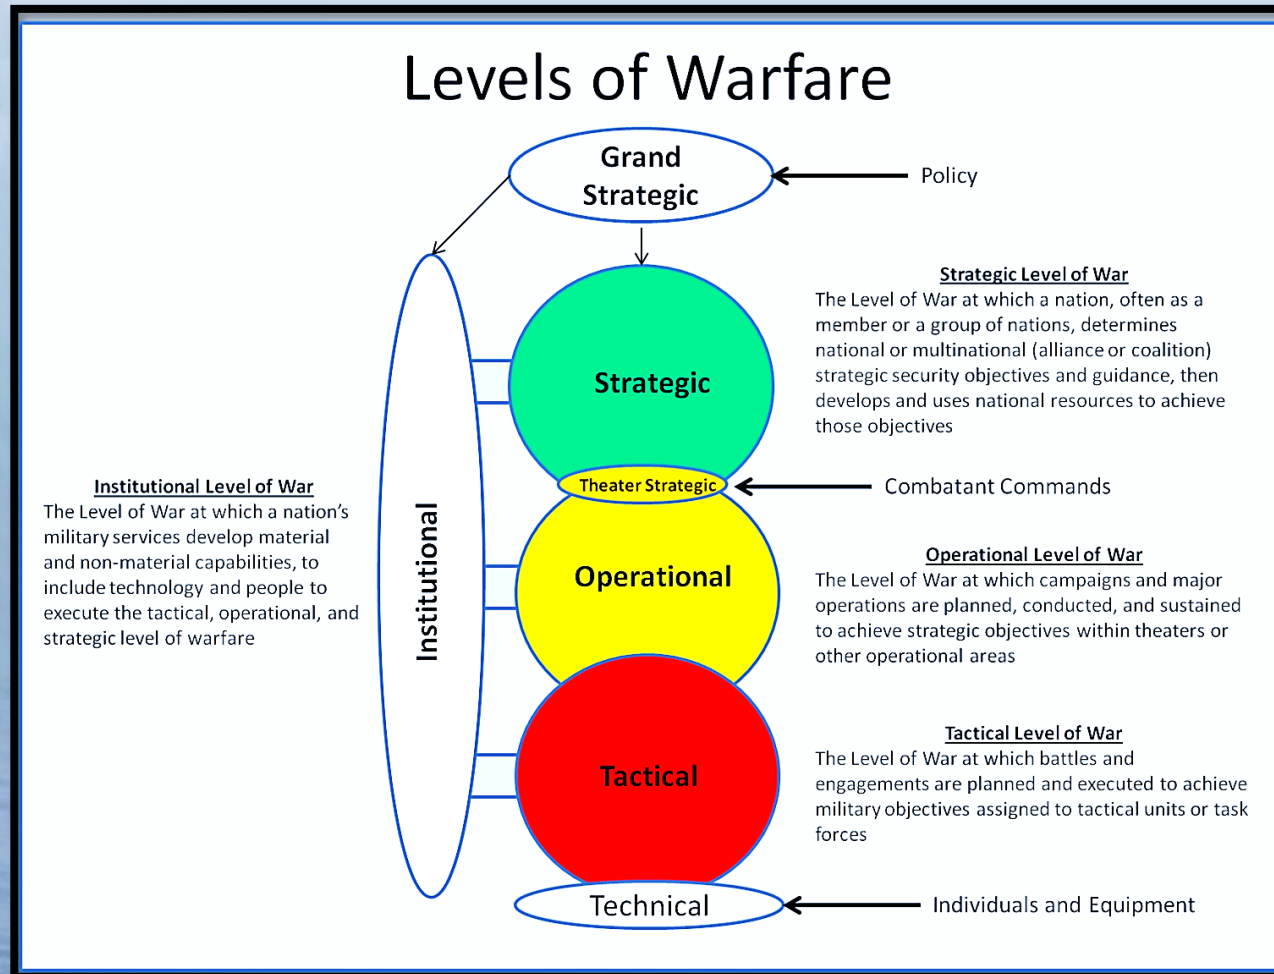 Levels of Warfare
Grand
Strategic
Policy
Strategic Level of War
The Level of War at which a nation, often as a
member or a group of nations, determines
national or multinational (alliance or coalition)
strategic security objectives and guidance, then
develops and uses national resources to achieve
those objectives
Strategic
Theater Strategic
Combatant Commands
Institutional Level of War
The Level of War at which a nation's
military services develop material
and non-material capabilities, to
include technology and people to
execute the tactical, operational, and
strategic level of warfare
Institutional
Operational
Operational Level of War
The Level of War at which campaigns and major
operations are planned, conducted, and sustained
to achieve strategic objectives within theaters or
other operational areas
Tactical
Tactical Level of War
The Level of War at which battles and
engagements are planned and executed to achieve
military objectives assigned to tactical units or task
forces
Technical
Individuals and Equipment